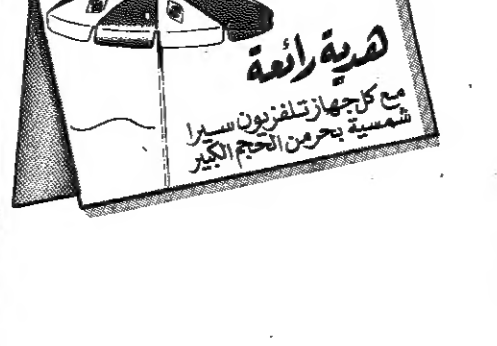 هدية رائعة
مع كل جهاز تلفزيون سيرا
شمسية بحر من الحجم الكبير